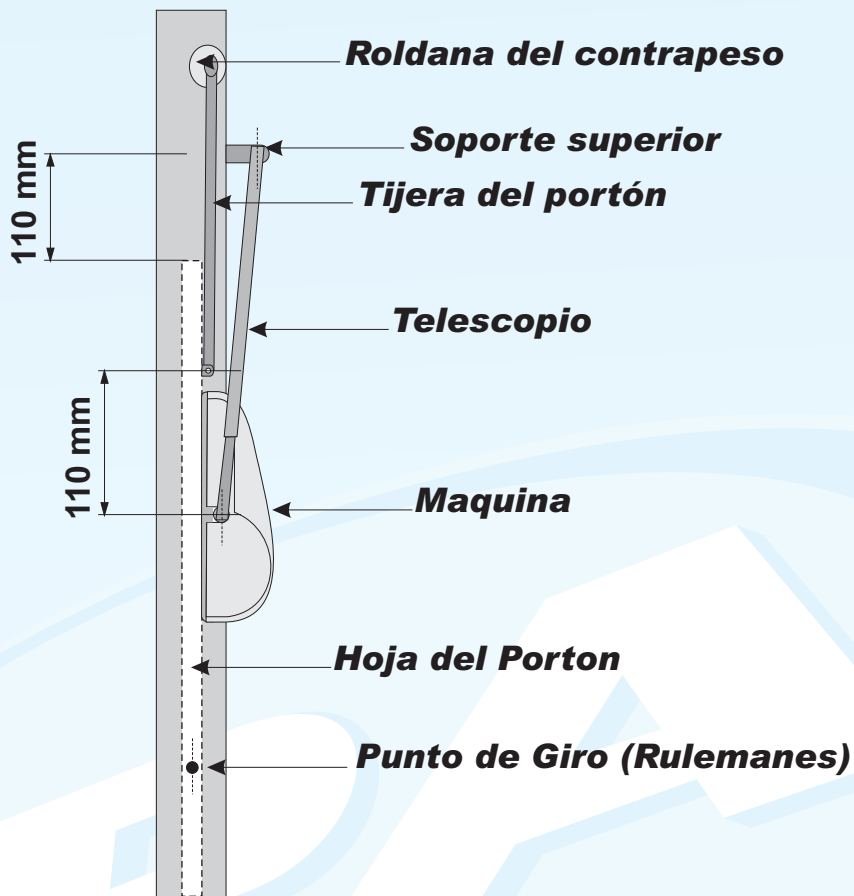 Roldana del contrapeso
Soporte superior
110 mm
Tijera del portón
Telescopio
110 mm
Maquina
Hoja del Porton
Punto de Giro (Rulemanes)